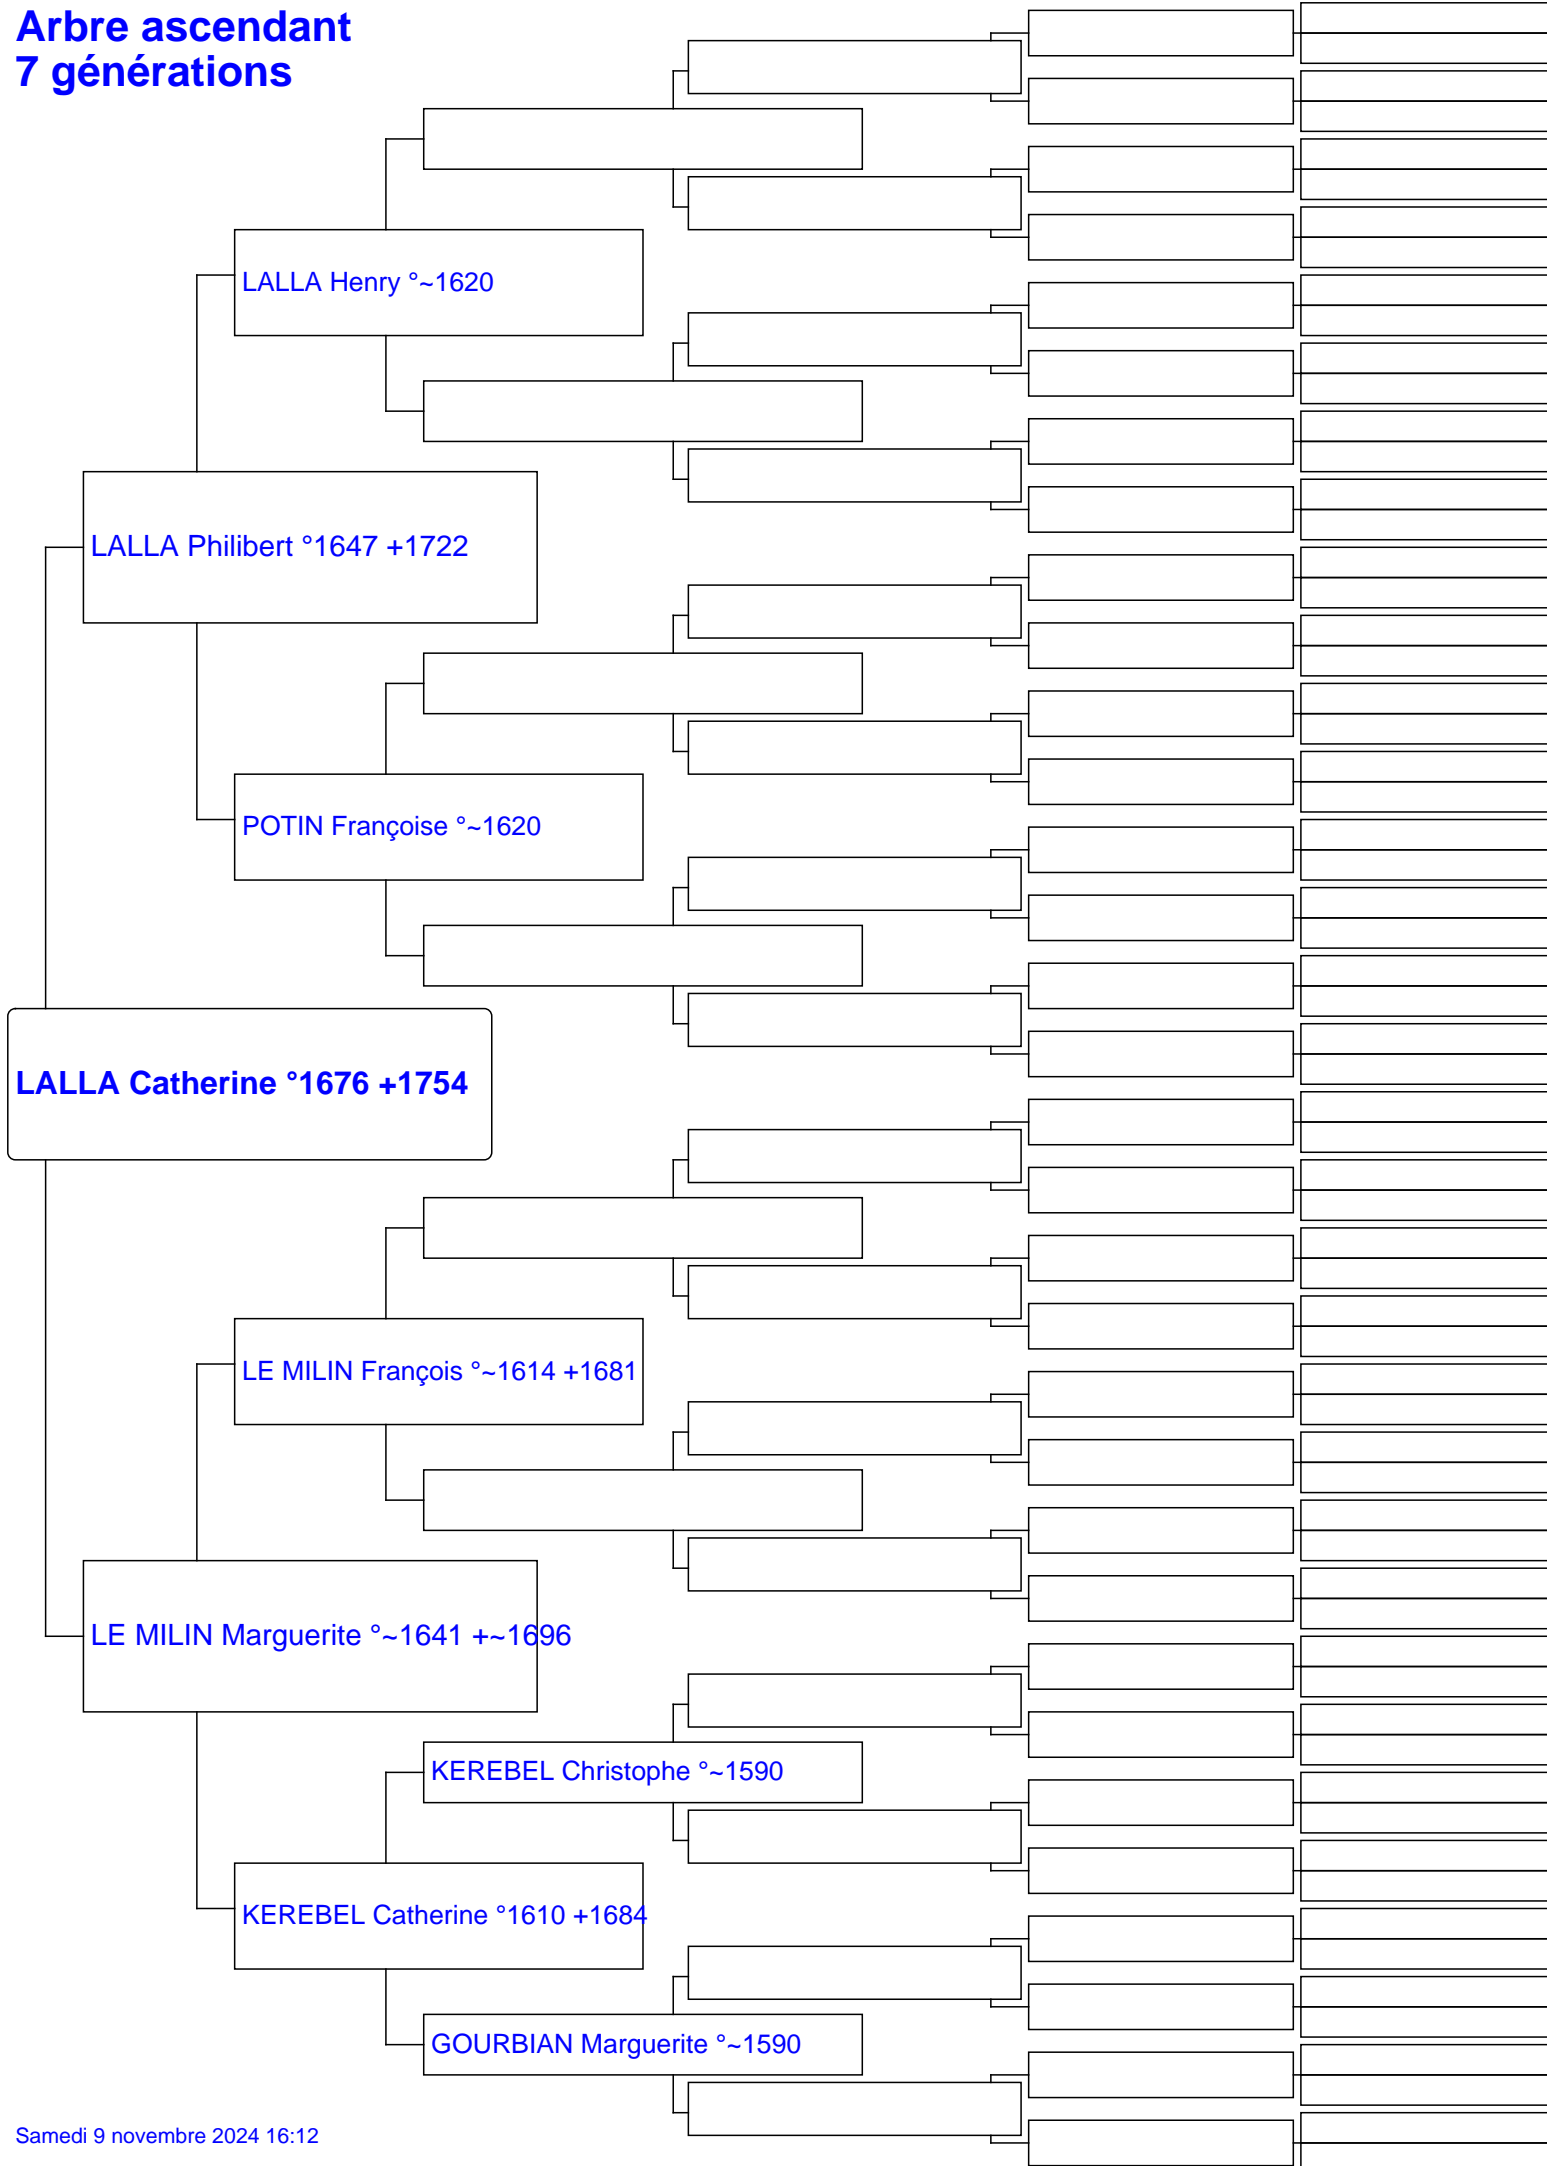 Arbre ascendant
7 générations
LALLA Henry °~1620
LALLA Philibert °1647 +1722
POTIN Françoise °~1620
LALLA Catherine °1676 +1754
LE MILIN François °~1614 +1681
LE MILIN Marguerite °~1641 +~1696
KEREBEL Christophe °~1590
KEREBEL Catherine °1610 +1684
GOURBIAN Marguerite °~1590
Samedi 9 novembre 2024 16:12